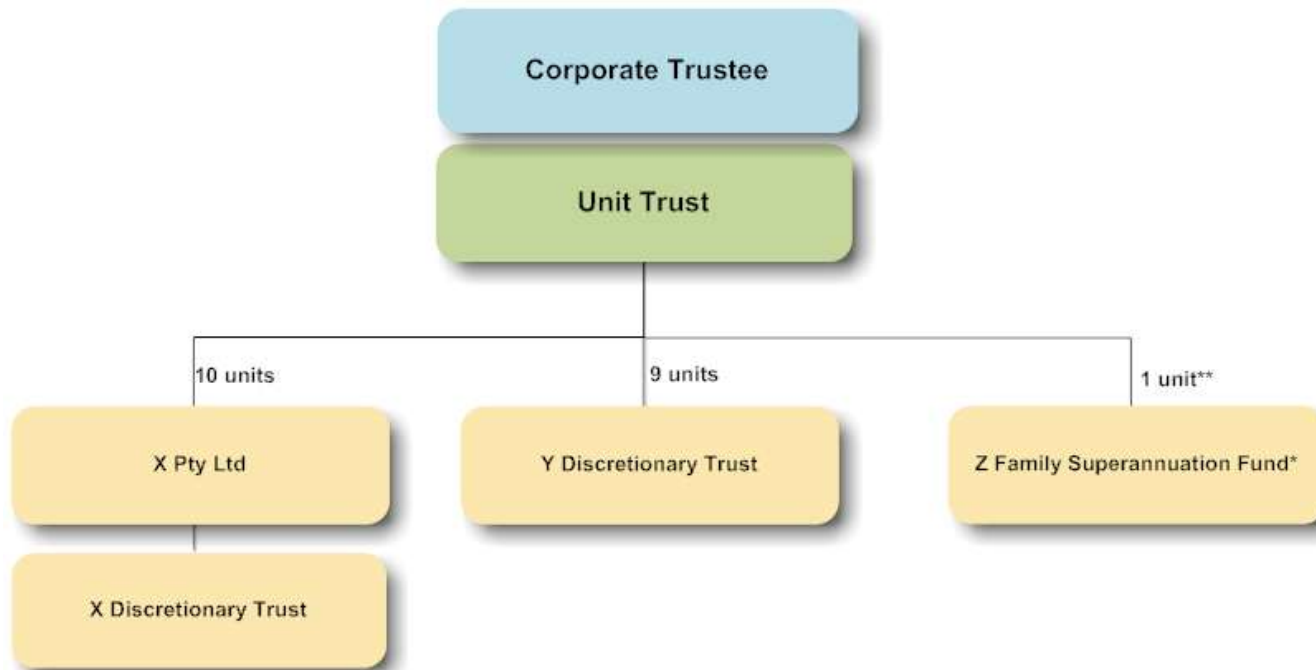 Corporate Trustee
Unit Trust
10 units
9 units
1 unit**
X Pty Ltd
Y Discretionary Trust
Z Family Superannuation Fund*
X Discretionary Trust